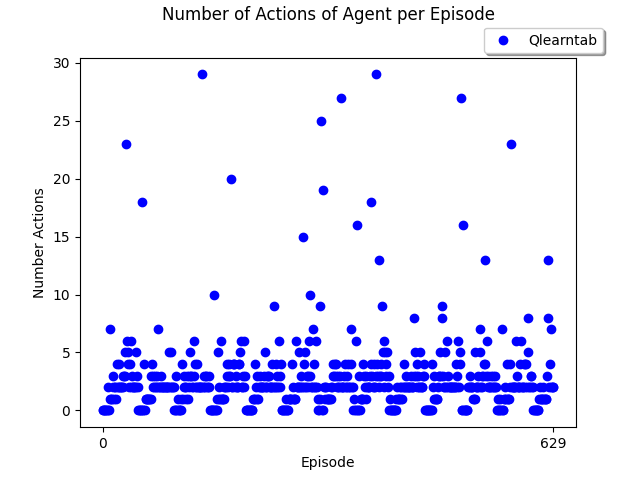 Number of Actions of Agent per Episode
Qlearntab
30
25
20
15
10
5
0
Number Actions
0 629
Episode